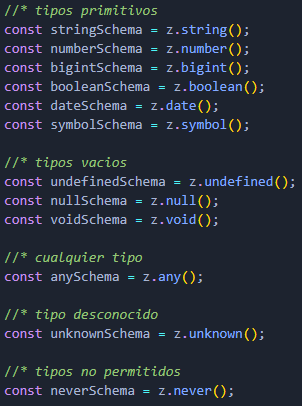 //* tipos primitivos
const stringSchema = z.string();
const numberSchema = z.number();
const bigintSchema = z.bigint();
const booleanSchema = z.boolean();
const dateSchema = z.date();
const symbolSchema = z.symbol();
//* tipos vacios
const undefinedSchema = z.undefined();
const nullSchema = z.null();
const voidSchema = z.void();
//* cualquier tipo
const anySchema = z.any();
//* tipo desconocido
const unknownSchema = z.unknown();
//* tipos no permitidos
const neverSchema = z.never();